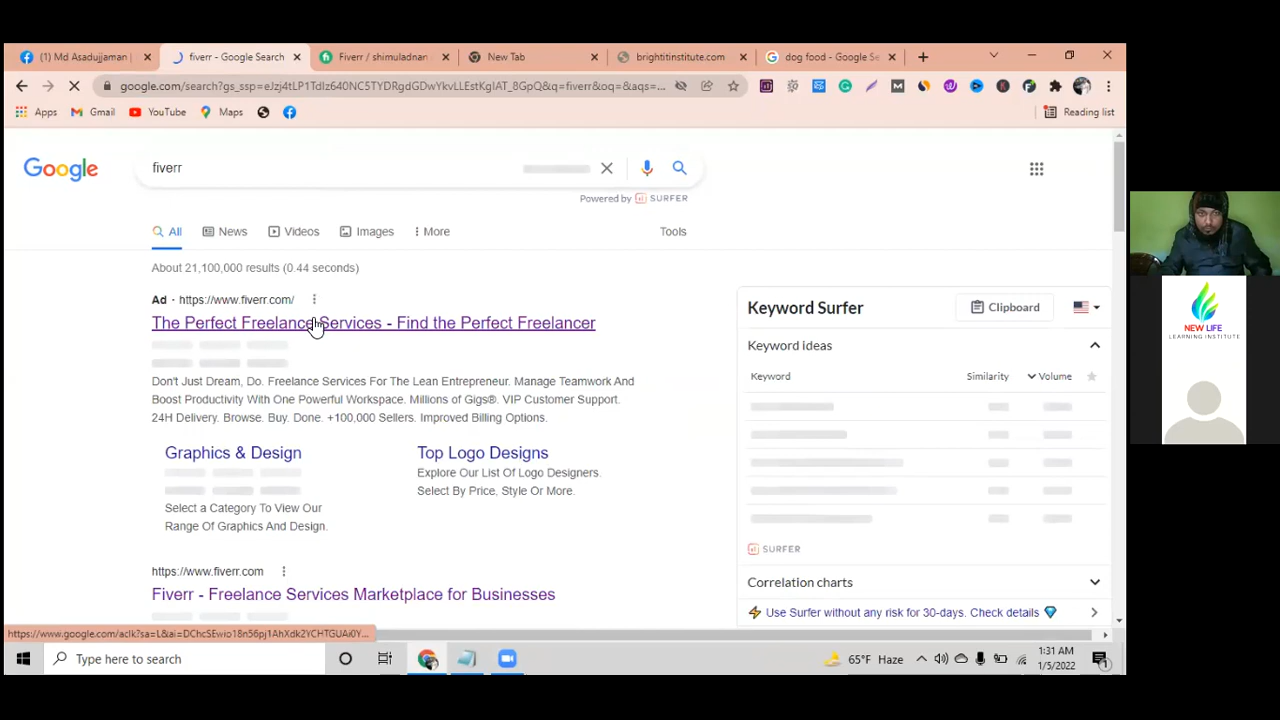 (1) Md Asadujjaman
fiverr - Google Search
Fiverr / shimuladnan
New Tab
brightitinstitute.com
dog food - Google Se
google.com/search?gs_ssp=eJzj4tLP1TdIz640NC5TYDRgdGDwYkvLLEstKgIAT_8GpQ&q=fiverr&oq=&aqs=...
Apps
Gmail
YouTube
Maps
Reading list
Google
fiverr
Powered by SURFER
All
News
Videos
Images
More
Tools
About 21,100,000 results (0.44 seconds)
Ad · https://www.fiverr.com/
The Perfect Freelance Services - Find the Perfect Freelancer
Don't Just Dream, Do. Freelance Services For The Lean Entrepreneur. Manage Teamwork And
Boost Productivity With One Powerful Workspace. Millions of Gigs®. VIP Customer Support.
24H Delivery. Browse. Buy. Done. +100,000 Sellers. Improved Billing Options.
Graphics & Design
Select a Category To View Our
Range Of Graphics And Design.
Top Logo Designs
Explore Our List Of Logo Designers.
Select By Price, Style Or More.
https://www.fiverr.com
Fiverr - Freelance Services Marketplace for Businesses
Keyword Surfer
Clipboard
Keyword ideas
Keyword
Similarity
Volume
SURFER
Correlation charts
Use Surfer without any risk for 30-days. Check details
NEW LIFE
LEARNING INSTITUTE
Type here to search
65°F Haze
1:31 AM
1/5/2022
1